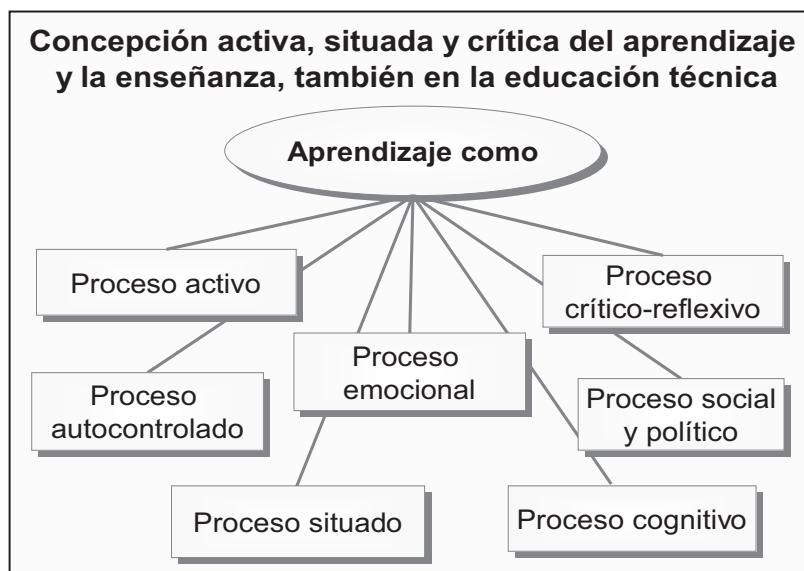 Concepción activa, situada y crítica del aprendizaje
y la enseñanza, también en la educación técnica
Aprendizaje como
Proceso activo
Proceso
crítico-reflexivo
Proceso
emocional
Proceso
autocontrolado
Proceso social
y político
Proceso situado
Proceso cognitivo